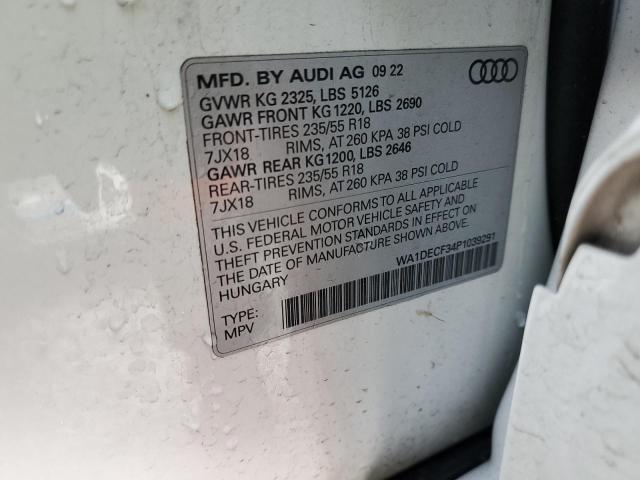 MFD. BY AUDI AG 09 22
GVWR KG 2325, LBS 5126
GAWR FRONT KG 1220, LBS 2690
FRONT-TIRES 235/55 R18
7JX18 RIMS, AT 260 KPA 38 PSI COLD
GAWR REAR KG1200, LBS 2646
REAR-TIRES 235/55 R18
7JX18 RIMS, AT 260 KPA 38 PSI COLD
THIS VEHICLE CONFORMS TO ALL APPLICABLE
U.S. FEDERAL MOTOR VEHICLE SAFETY AND
THEFT PREVENTION STANDARDS IN EFFECT ON
THE DATE OF MANUFACTURE SHOWN ABOVE.
HUNGARY WA1DECF34P1039291
TYPE:
MPV